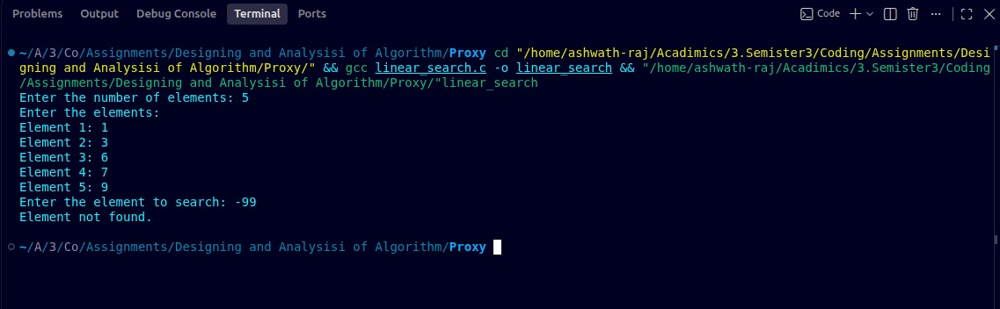 Problems Output Debug Console Terminal Ports Code
~/A/3/Co/Assignments/Designing and Analysisi of Algorithm/Proxy cd "/home/ashwath-raj/Acadimics/3.Semister3/Coding/Assignments/Desi
gning and Analysisi of Algorithm/Proxy/" && gcc linear_search.c -o linear_search && "/home/ashwath-raj/Acadimics/3.Semister3/Coding
/Assignments/Designing and Analysisi of Algorithm/Proxy/"linear_search
Enter the number of elements: 5
Enter the elements:
Element 1: 1
Element 2: 3
Element 3: 6
Element 4: 7
Element 5: 9
Enter the element to search: -99
Element not found.
~/A/3/Co/Assignments/Designing and Analysisi of Algorithm/Proxy